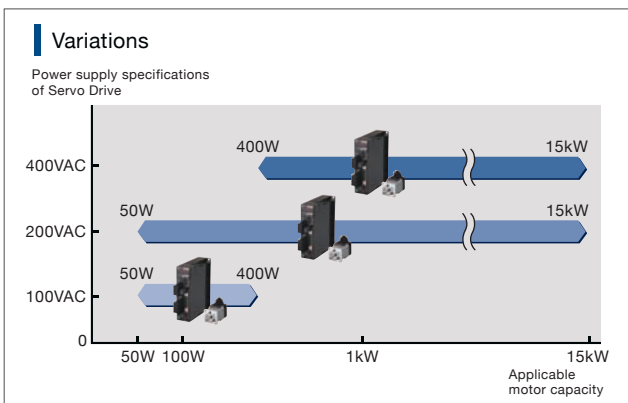 Variations
Power supply specifications
of Servo Drive
400W
15kW
400VAC
50W
15kW
200VAC
50W
400W
100VAC
0
50W 100W
1kW
15kW
Applicable
motor capacity